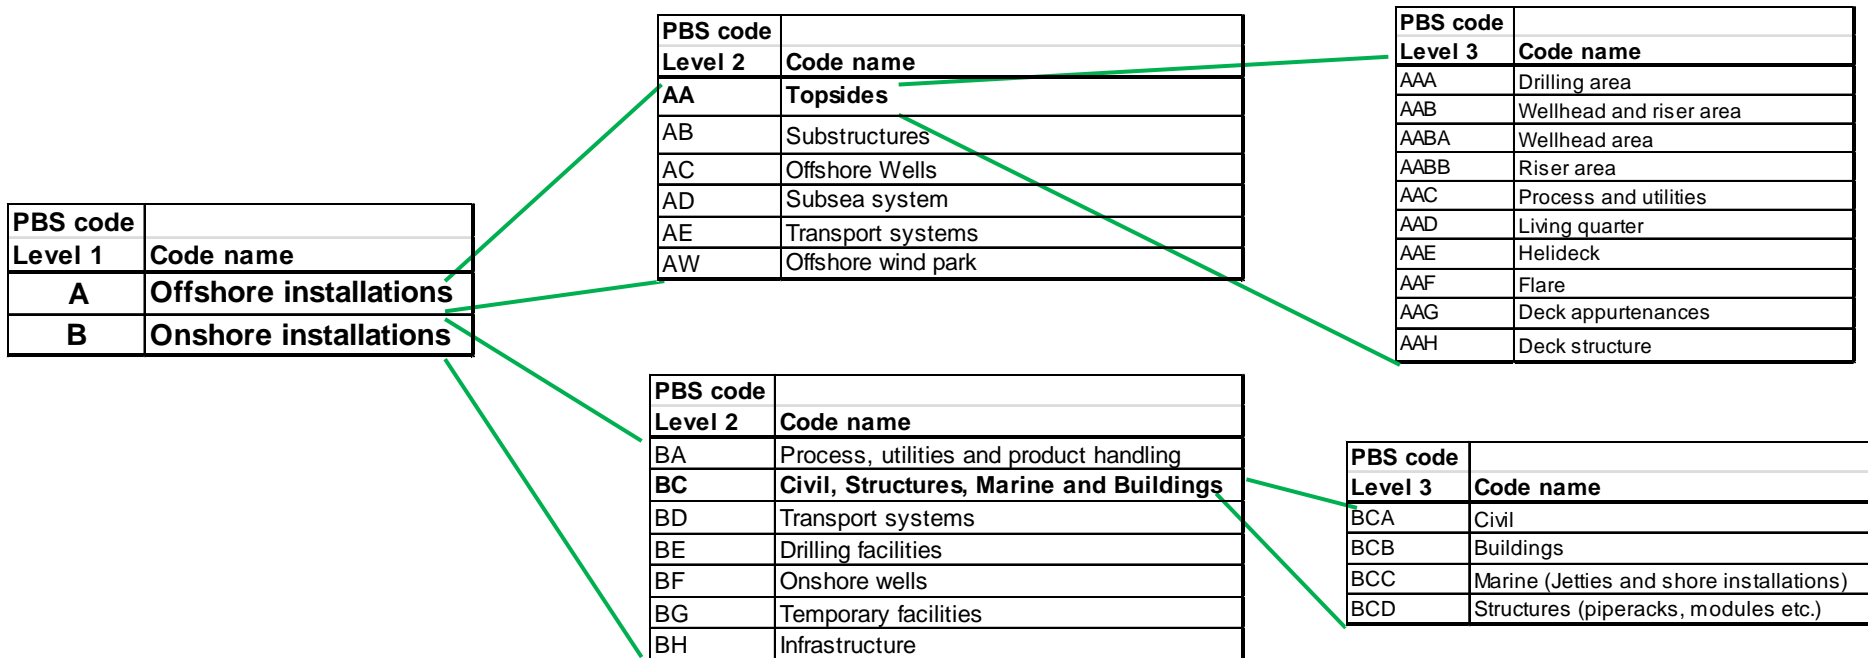 PBS code
Level 1 Code name
A Offshore installations
B Onshore installations
PBS code
Level 2 Code name
AA Topsides
AB Substructures
AC Offshore Wells
AD Subsea system
AE Transport systems
AW Offshore wind park
PBS code
Level 3 Code name
AAA Drilling area
AAB Wellhead and riser area
AABA Wellhead area
AABB Riser area
AAC Process and utilities
AAD Living quarter
AAE Helideck
AAF Flare
AAG Deck appurtenances
AAH Deck structure
PBS code
Level 2 Code name
BA Process, utilities and product handling
BC Civil, Structures, Marine and Buildings
BD Transport systems
BE Drilling facilities
BF Onshore wells
BG Temporary facilities
BH Infrastructure
PBS code
Level 3 Code name
BCA Civil
BCB Buildings
BCC Marine (Jetties and shore installations)
BCD Structures (piperacks, modules etc.)